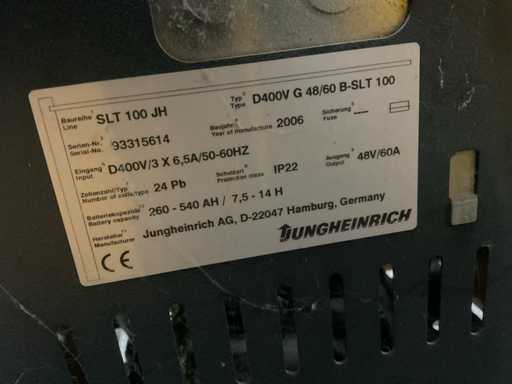 Baureihe SLT 100 JH Typ D400V G 48/60 B-SLT 100
Line Type
Serien-Nr. 93315614 Baujahr 2006 Sicherung —
Serial-No. Year of manufacture Fuse
Eingang D400V/3 X 6,5A/50-60HZ Ausgang 48V/60A
Input Output
Zellenzahl/Typ 24 Pb Schutzart IP22
Number of cells/type Protection class
Batteriekapazität 260 - 540 AH / 7,5 - 14 H
Battery capacity
Hersteller Jungheinrich AG, D-22047 Hamburg, Germany
Manufacturer
CE JUNGHEINRICH